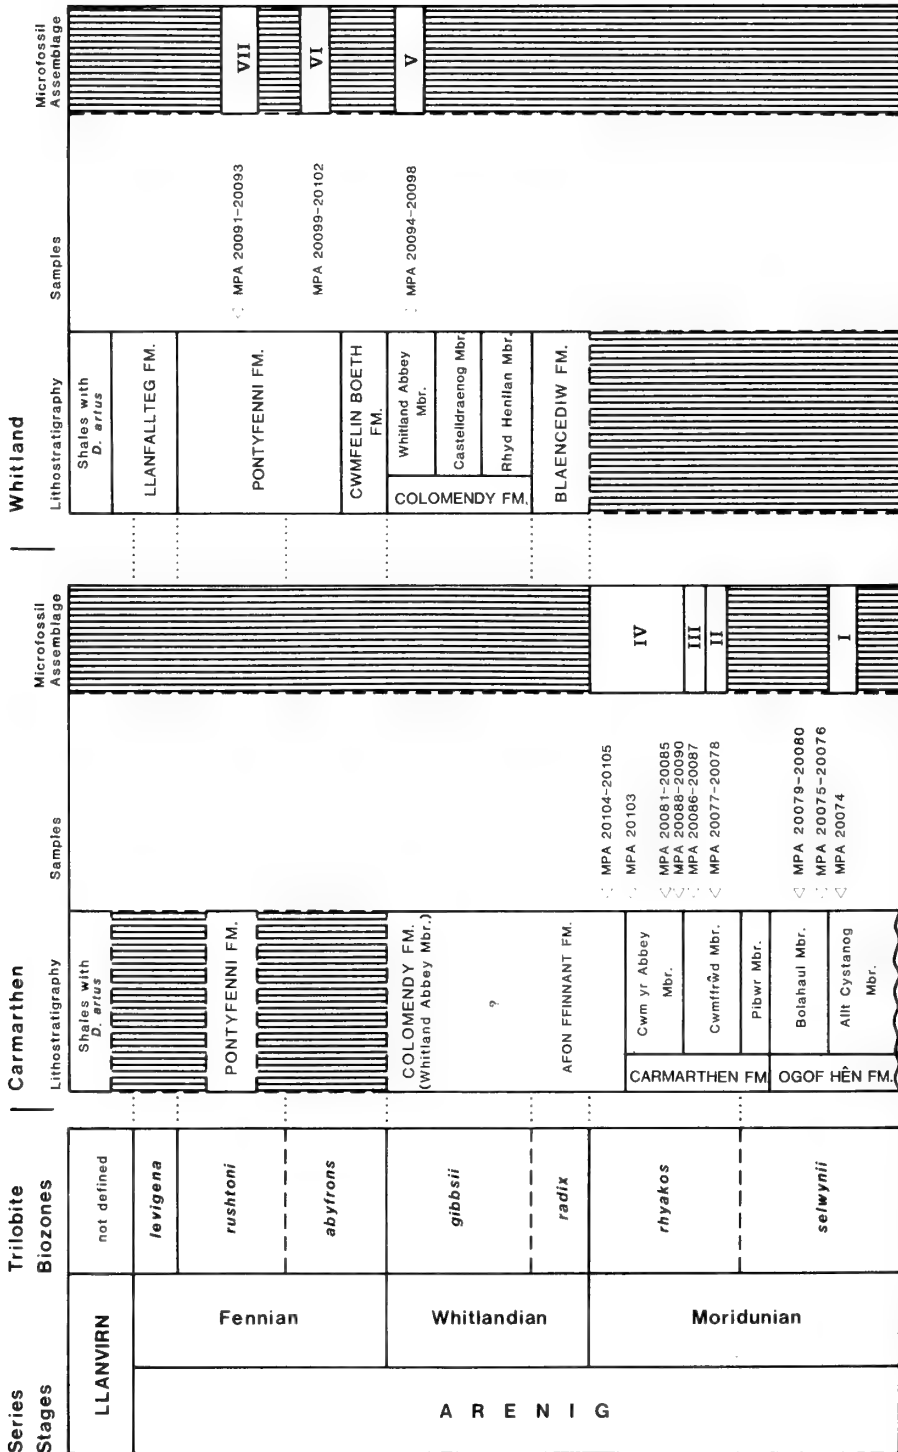 Series
Stages
Trilobite
Biozones
Carmarthen
Lithostratigraphy
Samples
Microfossil
Assemblage
Whitland
Lithostratigraphy
Samples
Microfossil
Assemblage
LLANVIRN
ARENIG
Fennian
Whitlandian
Moridunian
not defined
levigena
rushtoni
abyfrons
gibbsii
radix
rhyakos
selwynii
Shales with
D. artus
PONTYFENNI FM.
COLOMENDY FM.
(Whitland Abbey Mbr.)
?
AFON FFINNANT FM.
Cwm yr Abbey
Mbr.
Cwmffrŵd Mbr.
Pibwr Mbr.
CARMARTHEN FM.
Bolahaul Mbr.
Allt Cystanog
Mbr.
OGOF HÊN FM.
MPA 20104-20105
MPA 20103
MPA 20081-20085
MPA 20088-20090
MPA 20086-20087
MPA 20077-20078
MPA 20079-20080
MPA 20075-20076
MPA 20074
IV
III
II
I
Shales with
D. artus
LLANFALLTEG FM.
PONTYFENNI FM.
CWMFELIN BOETH
FM.
Whitland Abbey
Mbr.
Castelldraenog Mbr.
Rhyd Henllan Mbr.
COLOMENDY FM.
BLAENCEDIW FM.
MPA 20091-20093
MPA 20099-20102
MPA 20094-20098
VII
VI
V